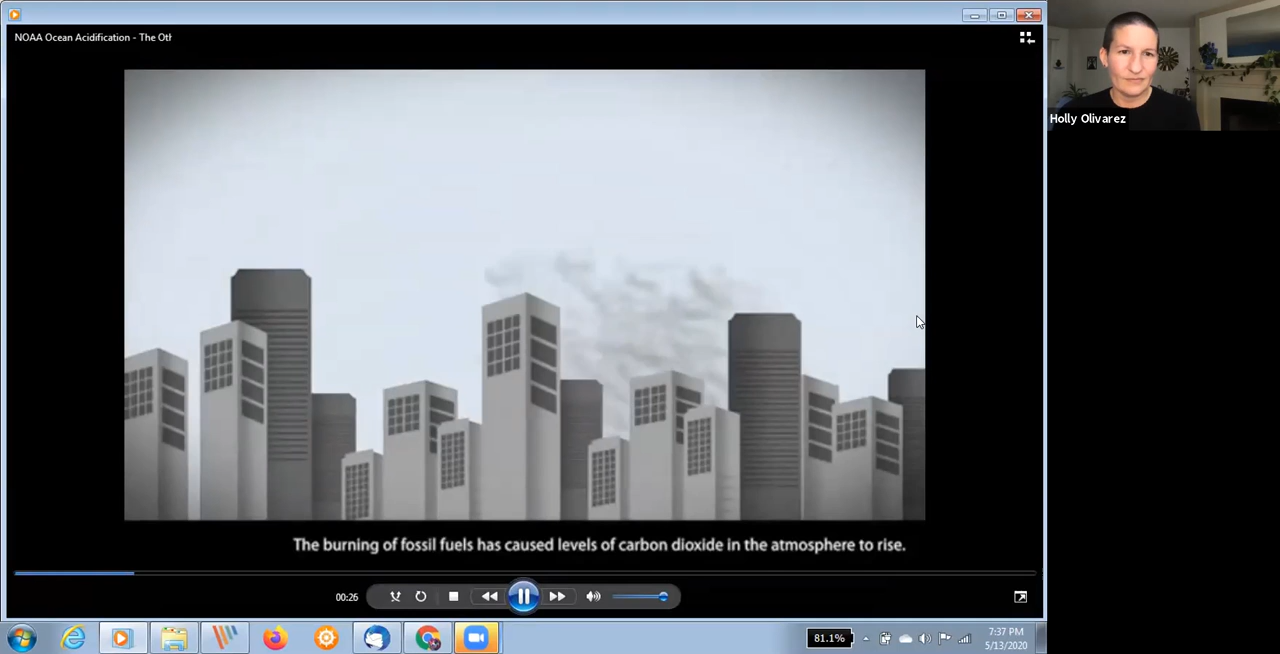 NOAA Ocean Acidification - The Oth
Holly Olivarez
The burning of fossil fuels has caused levels of carbon dioxide in the atmosphere to rise.
00:26
81.1%
7:37 PM
5/13/2020